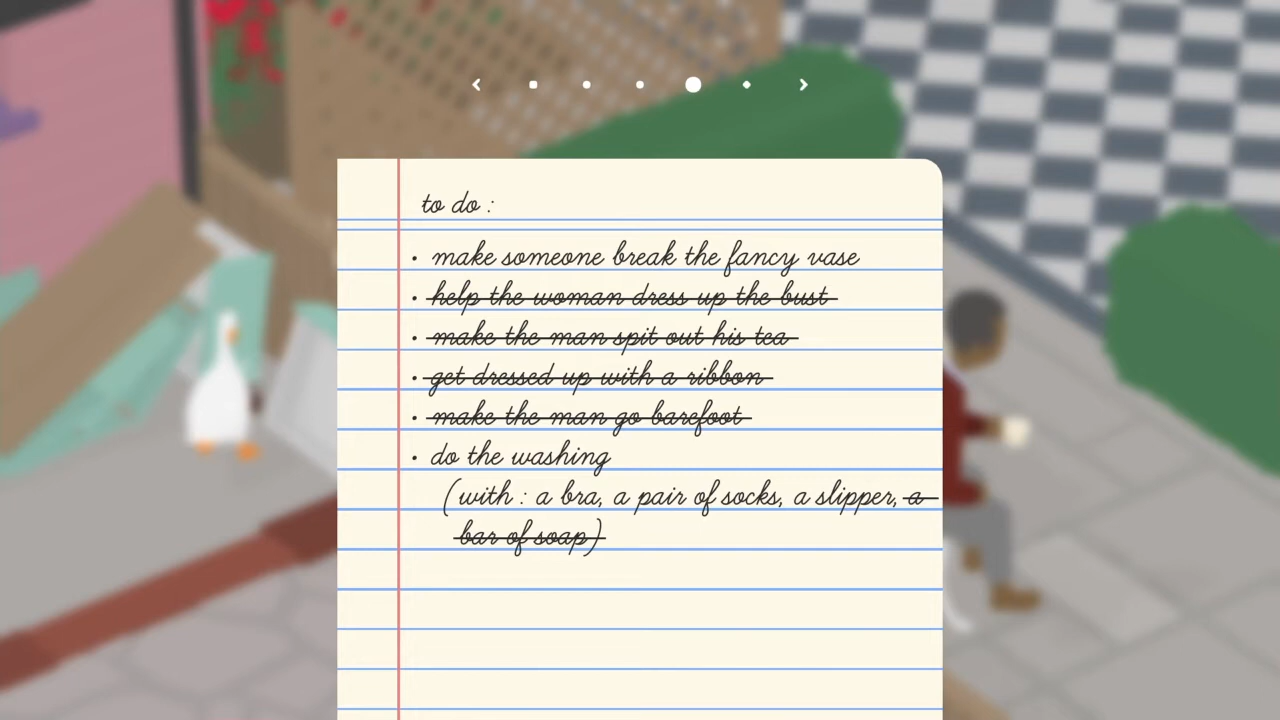 to do :
• make someone break the fancy vase
• help the woman dress up the bust
• make the man spit out his tea
• get dressed up with a ribbon
• make the man go barefoot
• do the washing
(with : a bra, a pair of socks, a slipper, a
bar of soap)